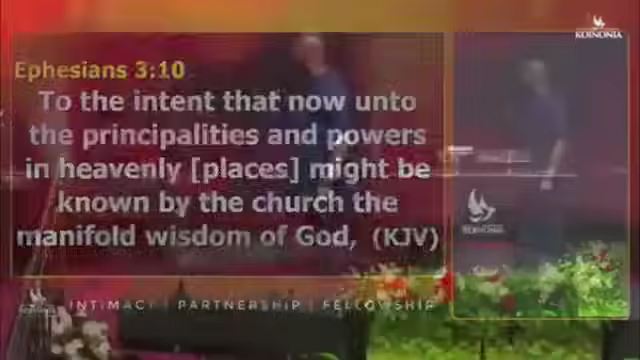 KOINONIA
Ephesians 3:10
To the intent that now unto
the principalities and powers
in heavenly [places] might be
known by the church the
manifold wisdom of God, (KJV)
KOINONIA
INTIMACY | PARTNERSHIP | FELLOWSHIP